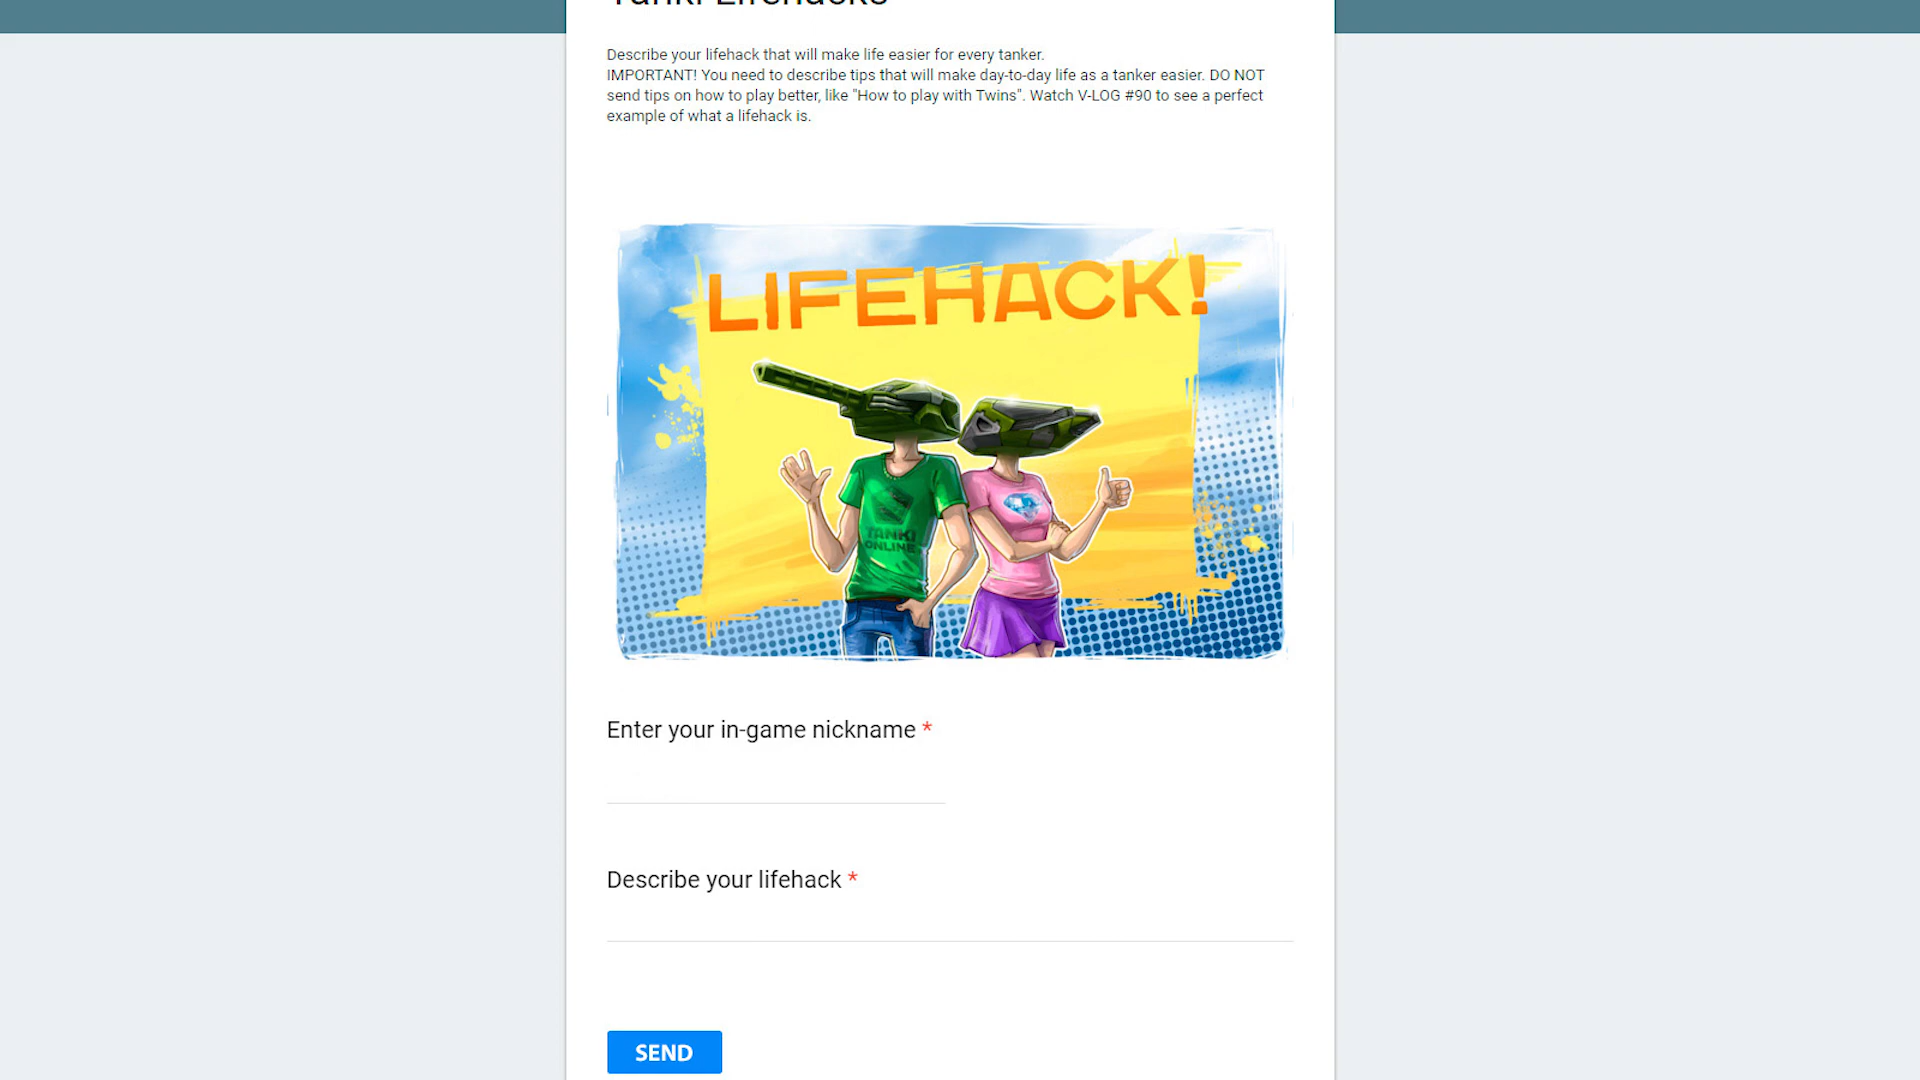 Tanki Lifehacks
Describe your lifehack that will make life easier for every tanker.
IMPORTANT! You need to describe tips that will make day-to-day life as a tanker easier. DO NOT
send tips on how to play better, like "How to play with Twins". Watch V-LOG #90 to see a perfect
example of what a lifehack is.
LIFEHACK!
TANKI
ONLINE
Enter your in-game nickname *
Describe your lifehack *
SEND